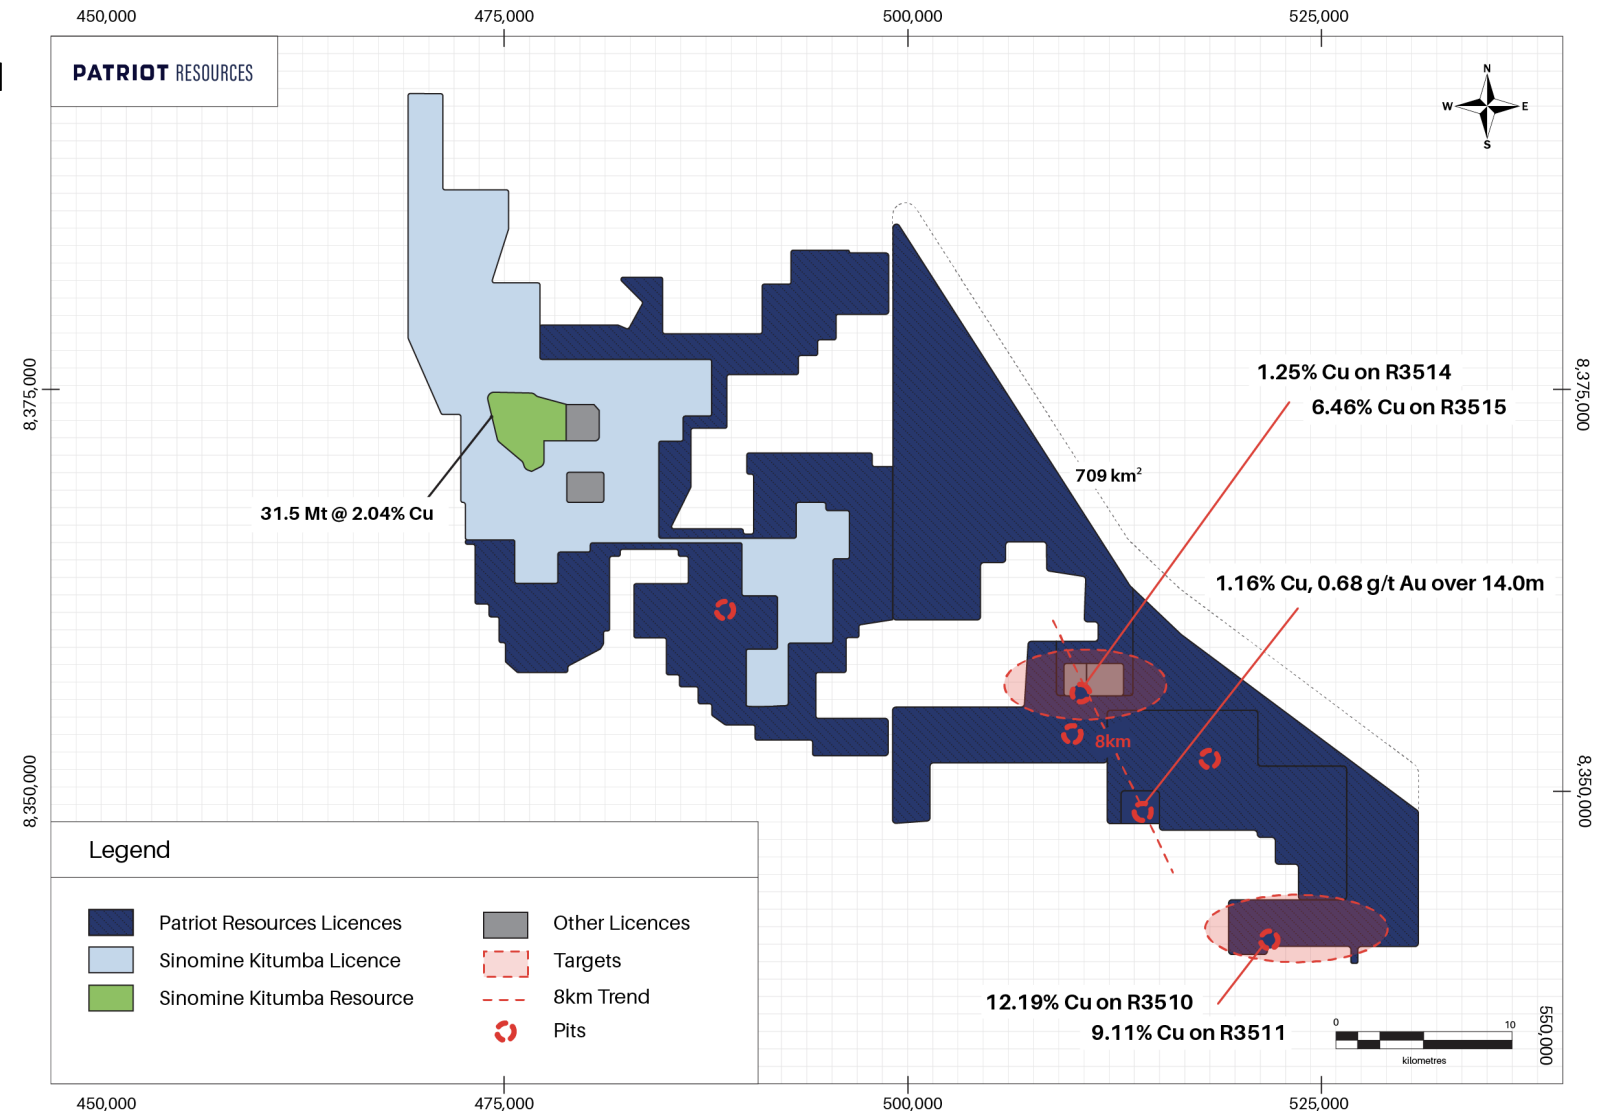 450,000
475,000
500,000
525,000
PATRIOT RESOURCES
N
W E
S
8,375,000
8,375,000
1.25% Cu on R3514
6.46% Cu on R3515
709 km²
31.5 Mt @ 2.04% Cu
1.16% Cu, 0.68 g/t Au over 14.0m
8km
8,350,000
8,350,000
Legend
Patriot Resources Licences
Sinomine Kitumba Licence
Sinomine Kitumba Resource
Other Licences
Targets
8km Trend
Pits
12.19% Cu on R3510
9.11% Cu on R3511
0 10
kilometres
550,000
450,000
475,000
500,000
525,000